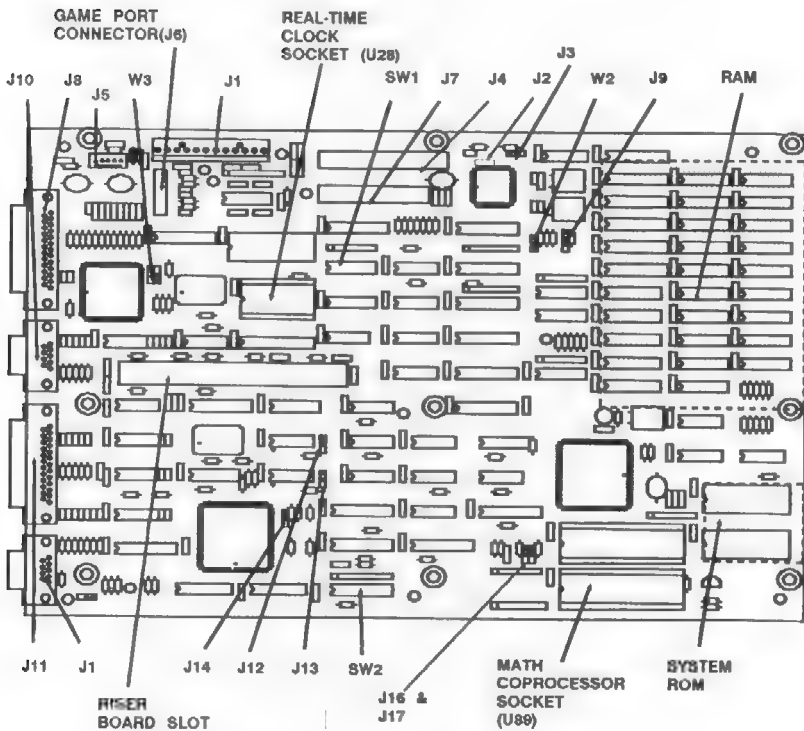 GAME PORT
CONNECTOR(J6)
REAL-TIME
CLOCK
SOCKET (U28)
J10
J8
J5
W3
J1
SW1
J7
J4
J2
J3
W2
J9
RAM
J11
J1
J14
J12
J13
SW2
RISER
BOARD SLOT
J16 &
J17
MATH
COPROCESSOR
SOCKET
(U89)
SYSTEM
ROM